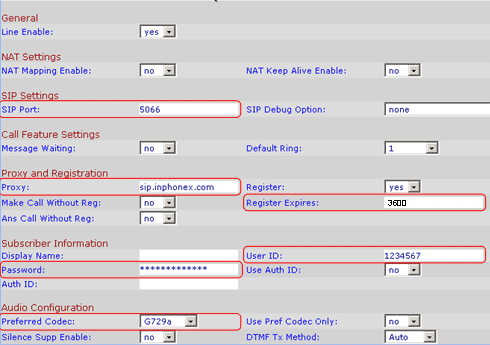 General
Line Enable: yes
NAT Settings
NAT Mapping Enable: no NAT Keep Alive Enable: no
SIP Settings
SIP Port: 5066 SIP Debug Option: none
Call Feature Settings
Message Waiting: no Default Ring: 1
Proxy and Registration
Proxy: sip.inphonex.com Register: yes
Make Call Without Reg: no Register Expires: 3600
Ans Call Without Reg: no
Subscriber Information
Display Name: User ID: 1234567
Password: ************* Use Auth ID: no
Auth ID:
Audio Configuration
Preferred Codec: G729a Use Pref Codec Only: no
Silence Supp Enable: no DTMF Tx Method: Auto